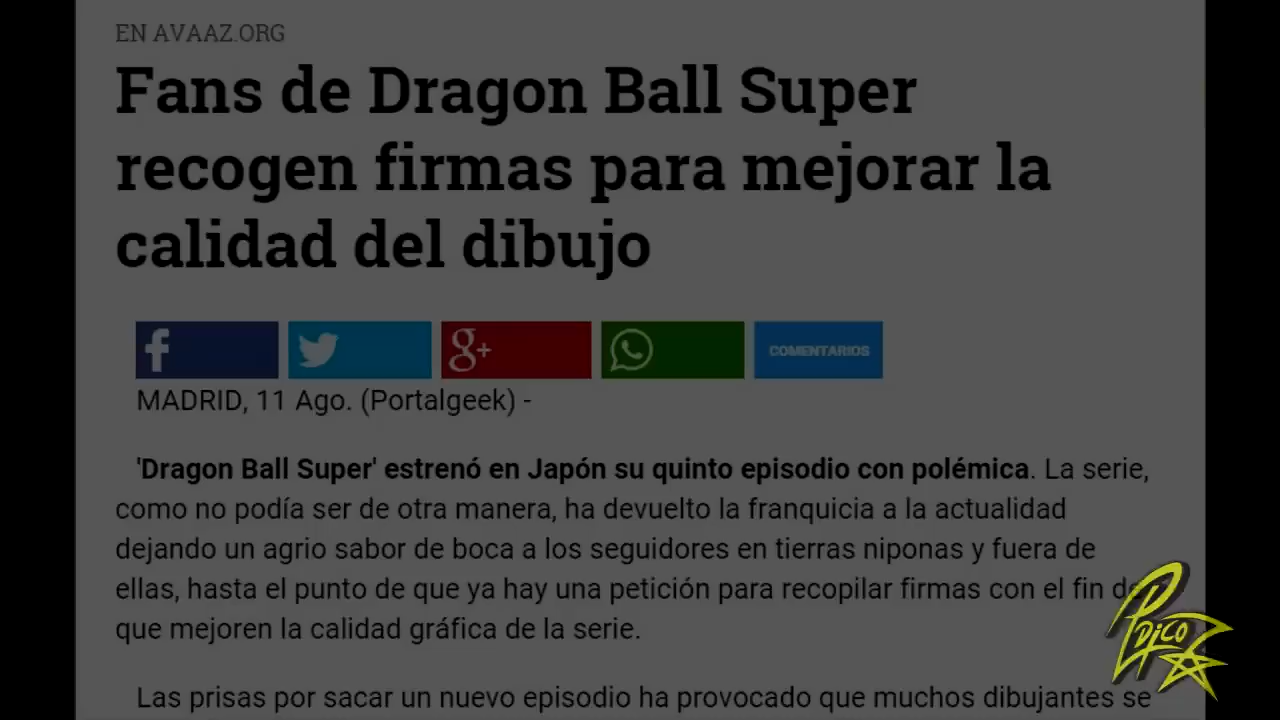 EN AVAAZ.ORG
Fans de Dragon Ball Super
recogen firmas para mejorar la
calidad del dibujo
COMENTARIOS
MADRID, 11 Ago. (Portalgeek) -
'Dragon Ball Super' estrenó en Japón su quinto episodio con polémica. La serie,
como no podía ser de otra manera, ha devuelto la franquicia a la actualidad
dejando un agrio sabor de boca a los seguidores en tierras niponas y fuera de
ellas, hasta el punto de que ya hay una petición para recopilar firmas con el fin de
que mejoren la calidad gráfica de la serie.
Las prisas por sacar un nuevo episodio ha provocado que muchos dibujantes se